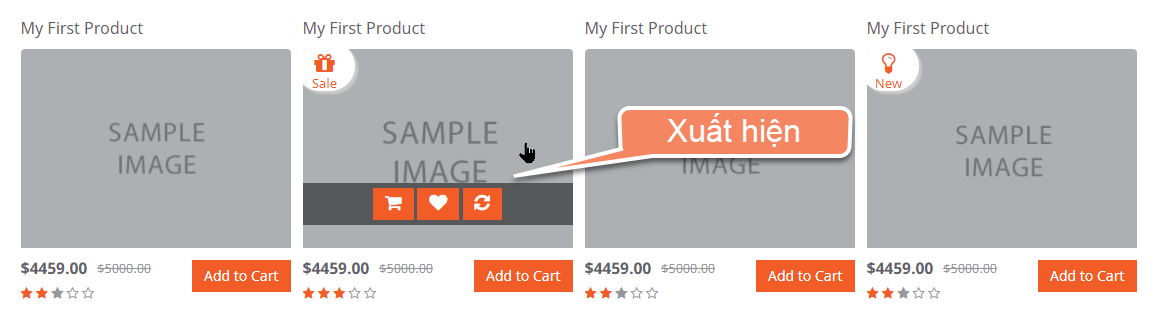 My First Product
My First Product
My First Product
My First Product
SAMPLE
IMAGE
Sale
SAMPLE
IMAGE
Xuất hiện
IMAGE
New
SAMPLE
IMAGE
$4459.00 $5000.00 Add to Cart
$4459.00 $5000.00 Add to Cart
$4459.00 $5000.00 Add to Cart
$4459.00 $5000.00 Add to Cart